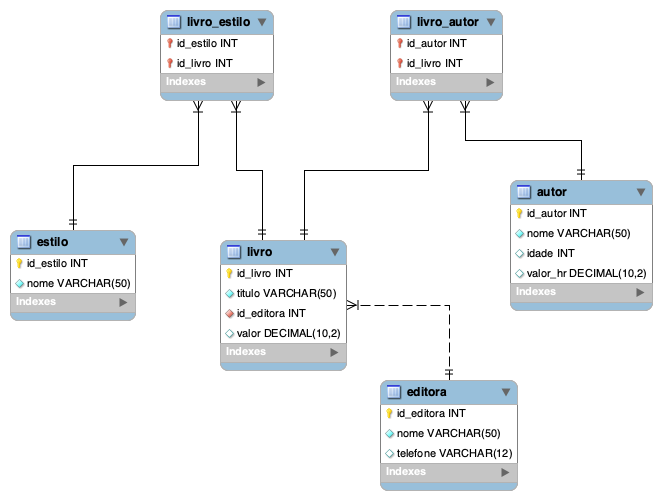 livro_estilo
id_estilo INT
id_livro INT
Indexes
livro_autor
id_autor INT
id_livro INT
Indexes
autor
id_autor INT
nome VARCHAR(50)
idade INT
valor_hr DECIMAL(10,2)
Indexes
estilo
id_estilo INT
nome VARCHAR(50)
Indexes
livro
id_livro INT
titulo VARCHAR(50)
id_editora INT
valor DECIMAL(10,2)
Indexes
editora
id_editora INT
nome VARCHAR(50)
telefone VARCHAR(12)
Indexes